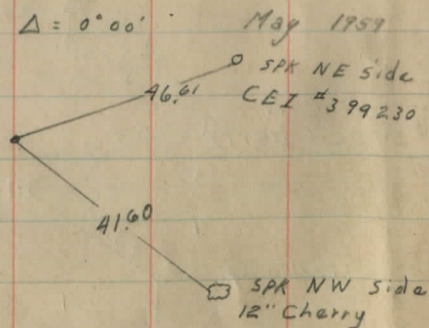 Δ = 0°00'
May 1959
SPK NE side
46.61
CEI #399230
41.60
SPK NW side
12" Cherry